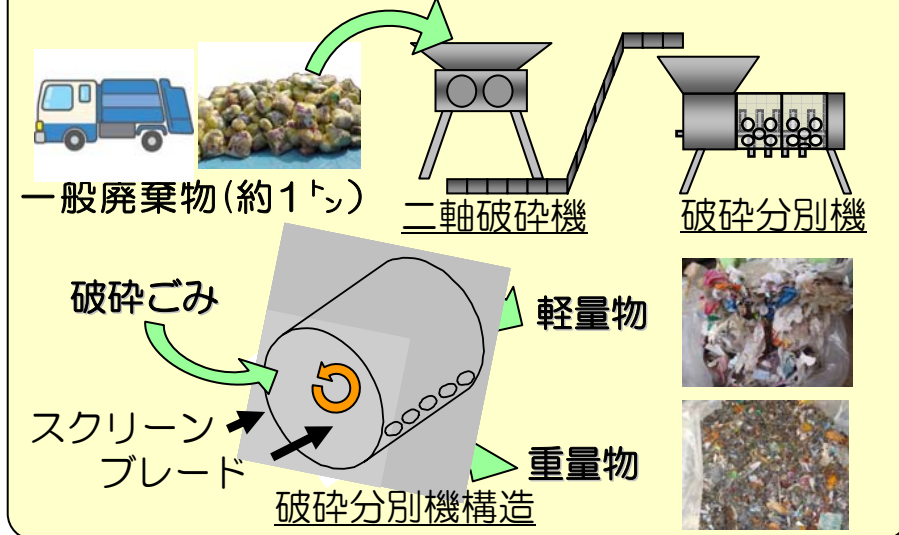 一般廃棄物(約1㌧)
二軸破砕機
破砕分別機
破砕ごみ
軽量物
スクリーン
ブレード
重量物
破砕分別機構造